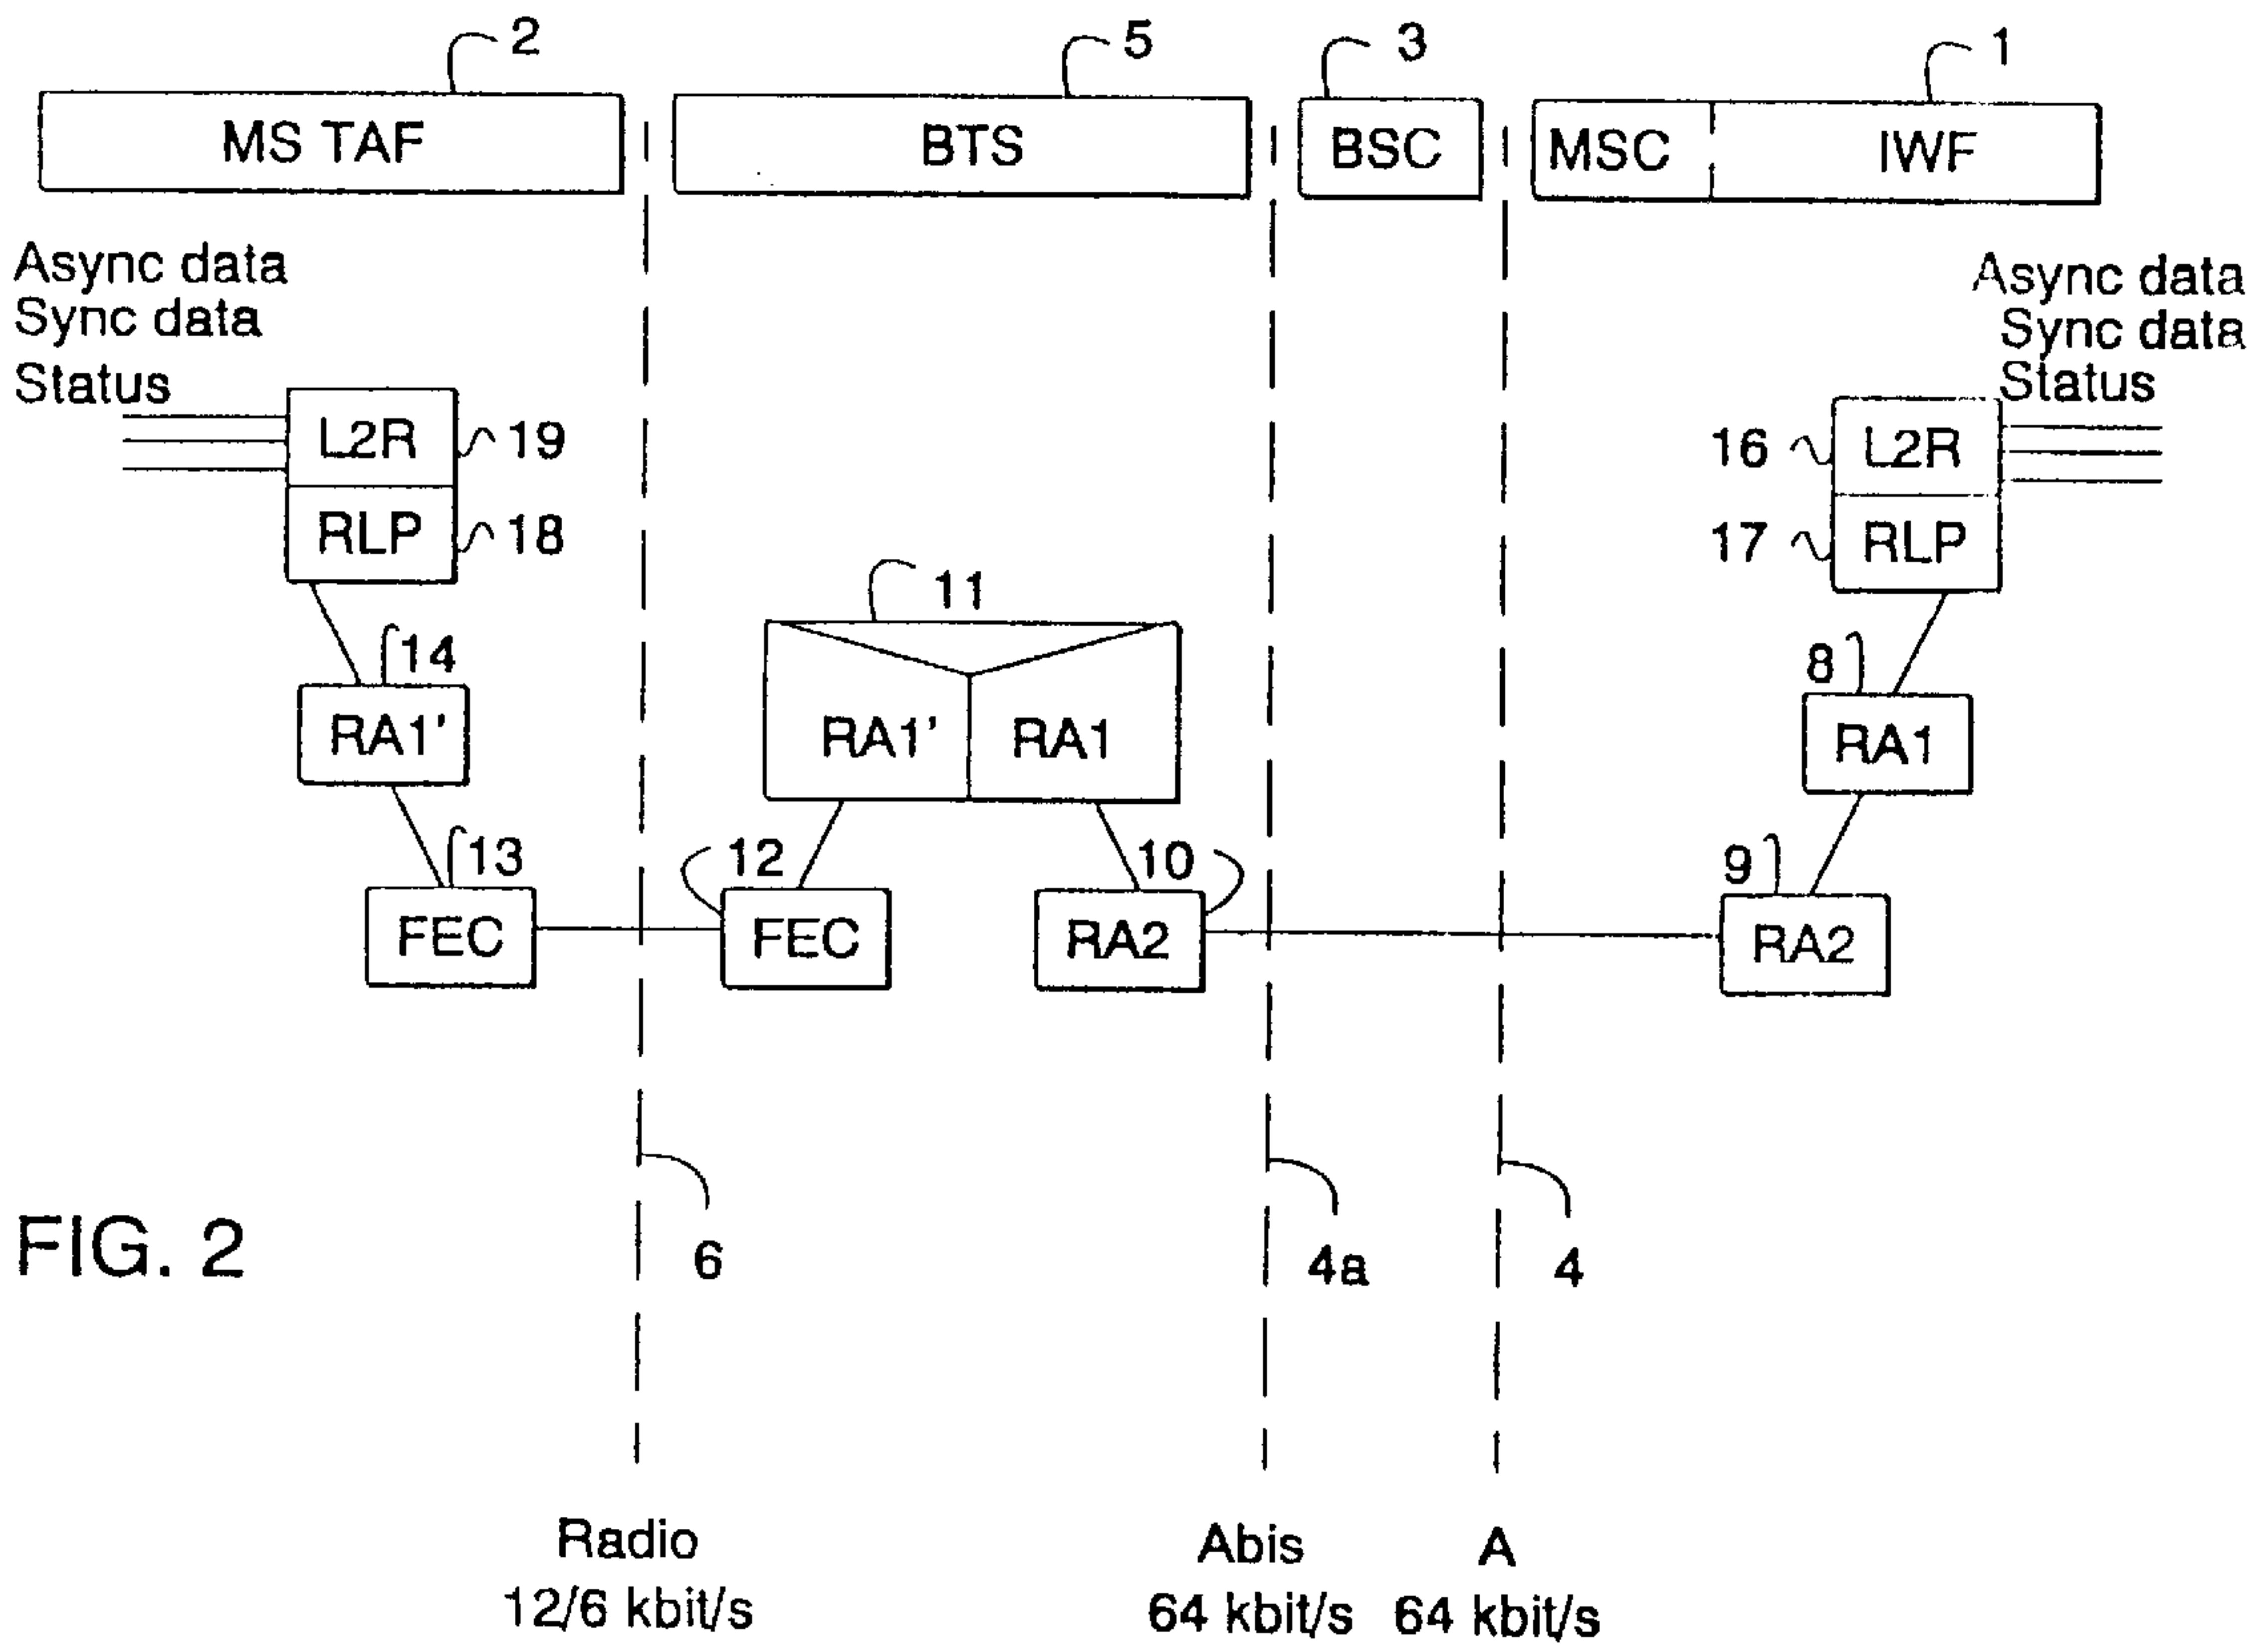 2
5
3
1
MS TAF
BTS
BSC
MSC
IWF
Async data
Sync data
Status
Async data
Sync data
Status
L2R
19
RLP
18
16
L2R
17
RLP
11
14
RA1'
RA1'
RA1
8
RA1
13
12
10
9
FEC
FEC
RA2
RA2
6
4a
4
FIG. 2
Radio
12/6 kbit/s
Abis
64 kbit/s
A
64 kbit/s